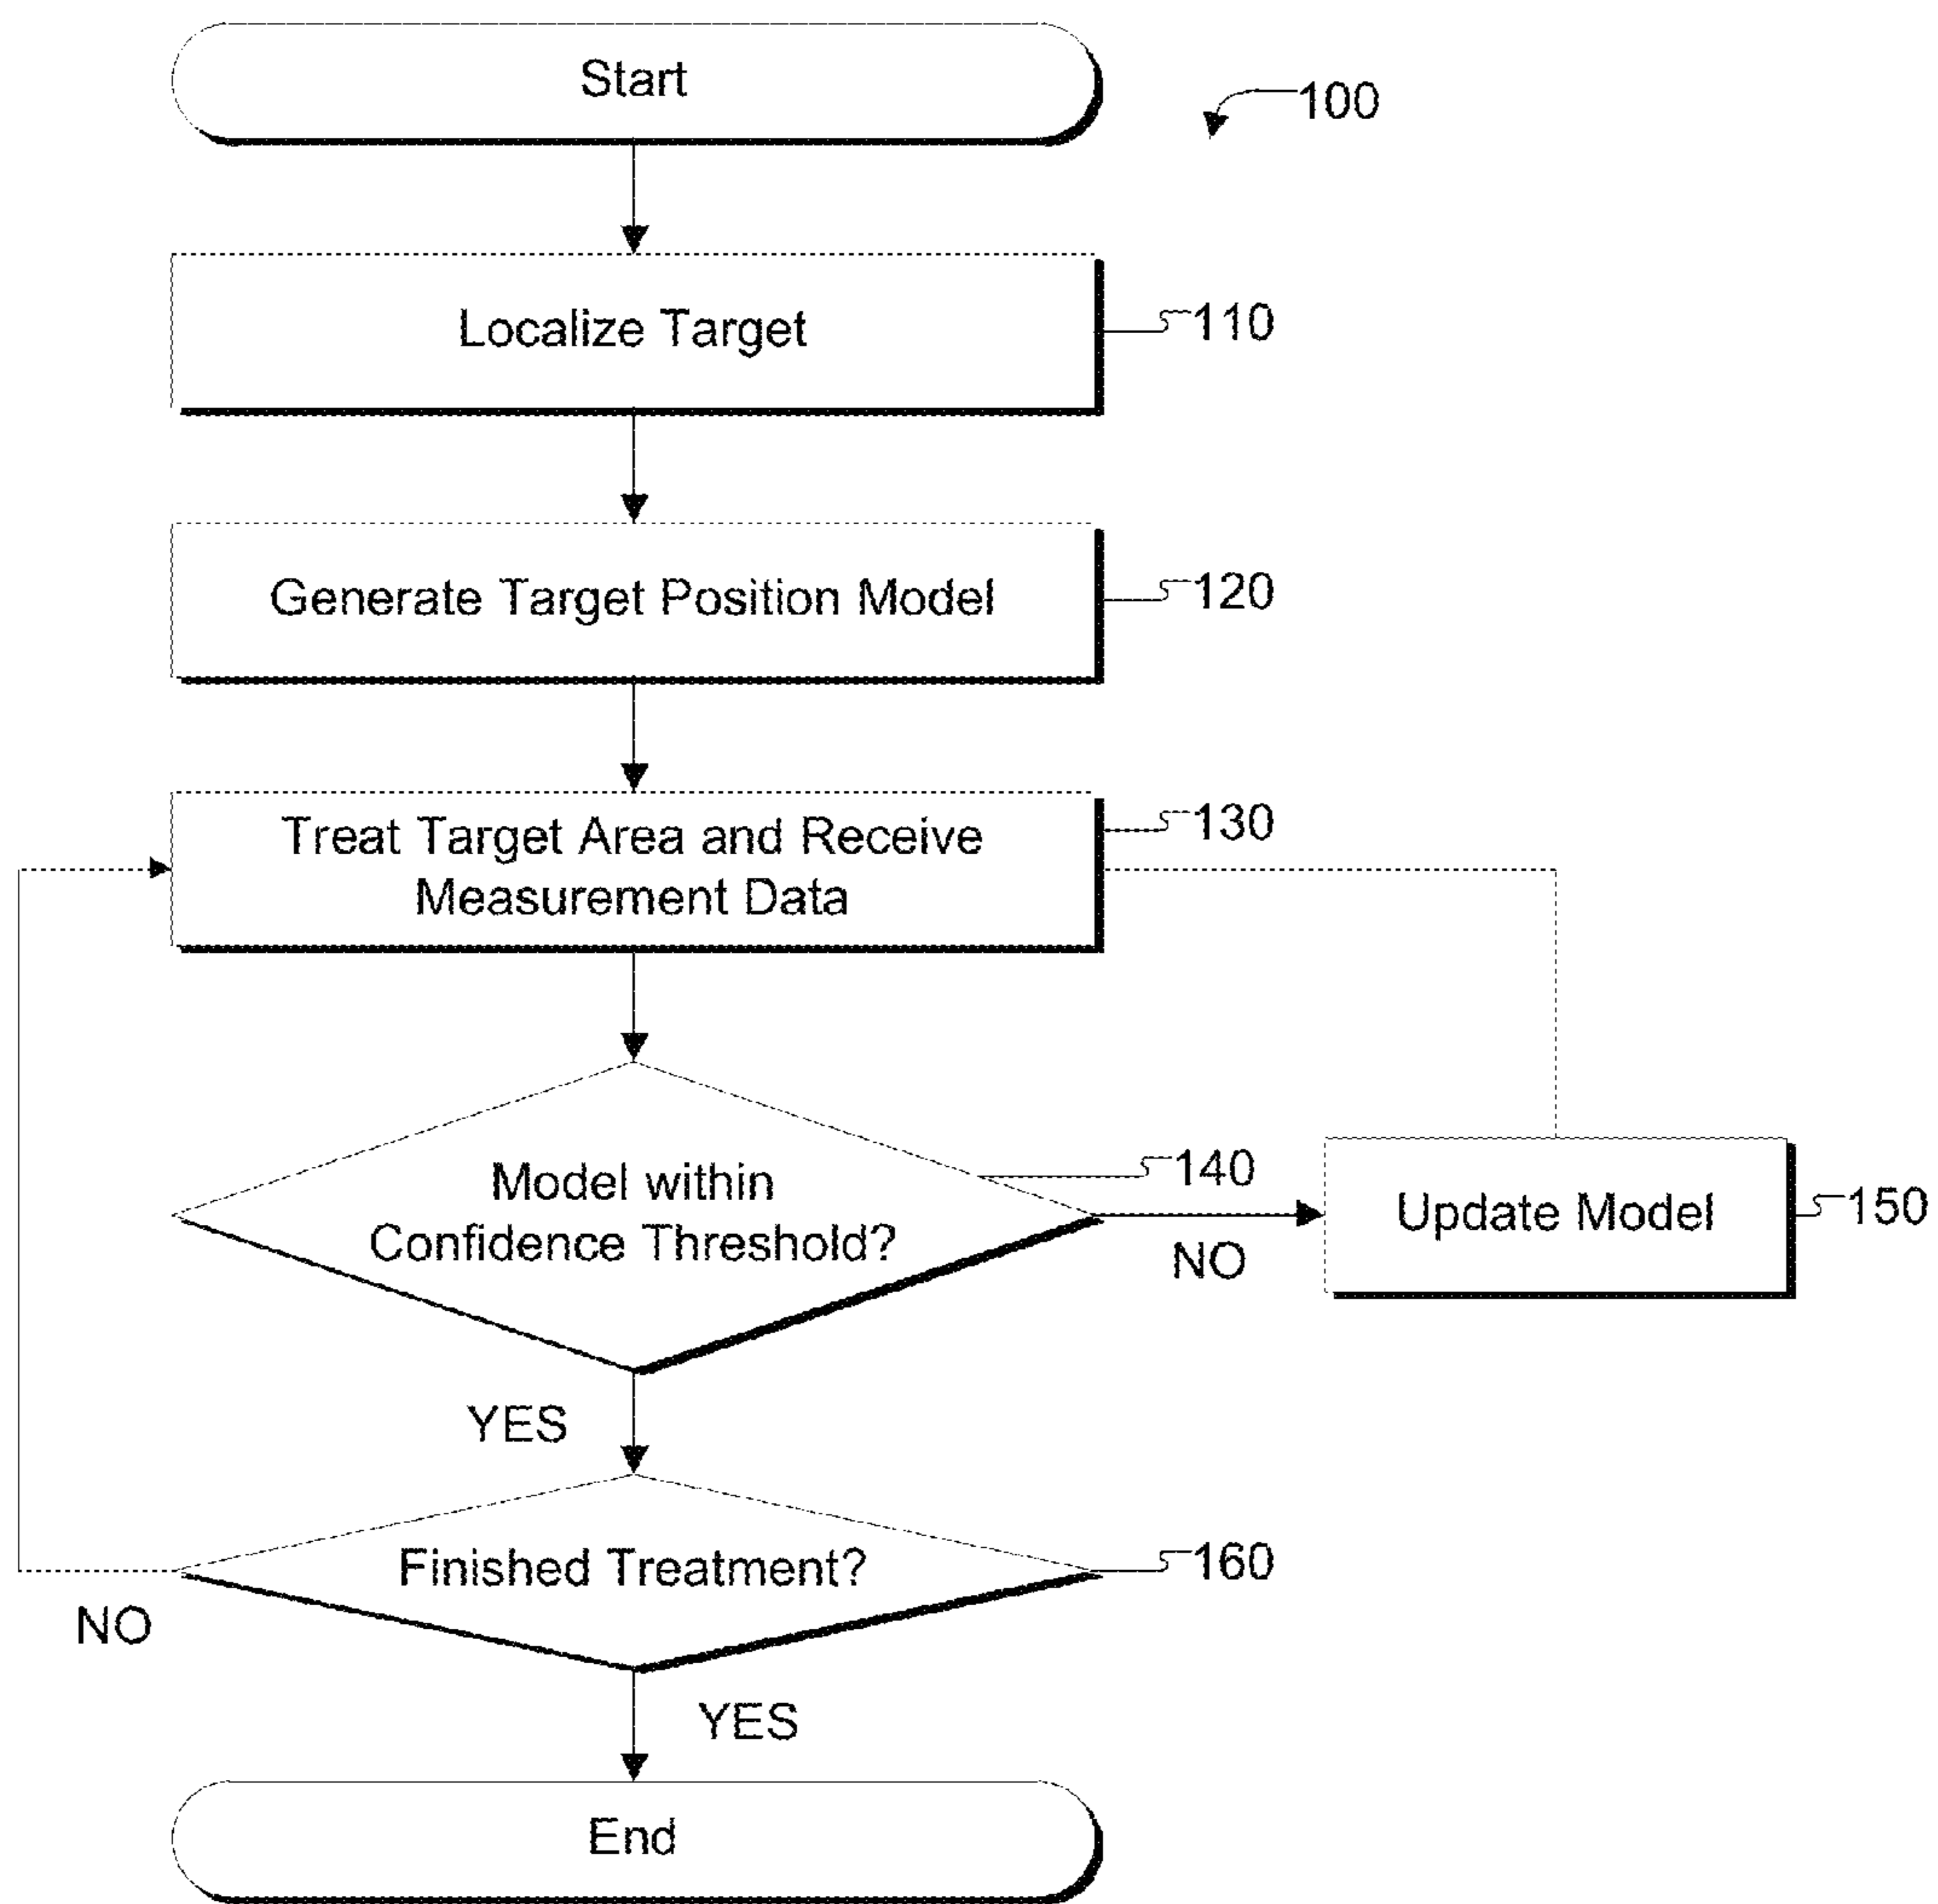 Start
100
Localize Target
110
Generate Target Position Model
120
Treat Target Area and Receive
Measurement Data
130
Model within
Confidence Threshold?
140
NO
Update Model
150
YES
Finished Treatment?
160
NO
YES
End